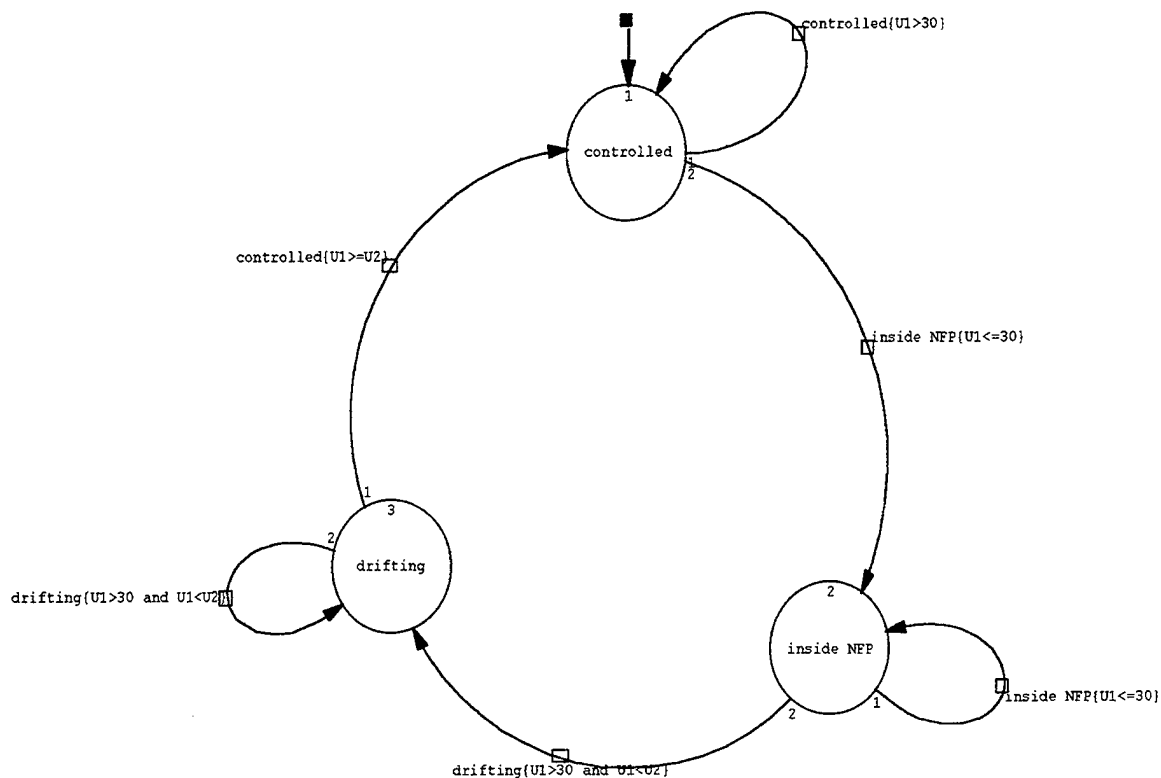 controlled{U1>30}
1
controlled
1
2
controlled{U1>=U2}
inside NFP{U1<=30}
1
3
2
drifting
drifting{U1>30 and U1<U2}
2
inside NFP
inside NFP{U1<=30}
1
2
drifting{U1>30 and U1<U2}